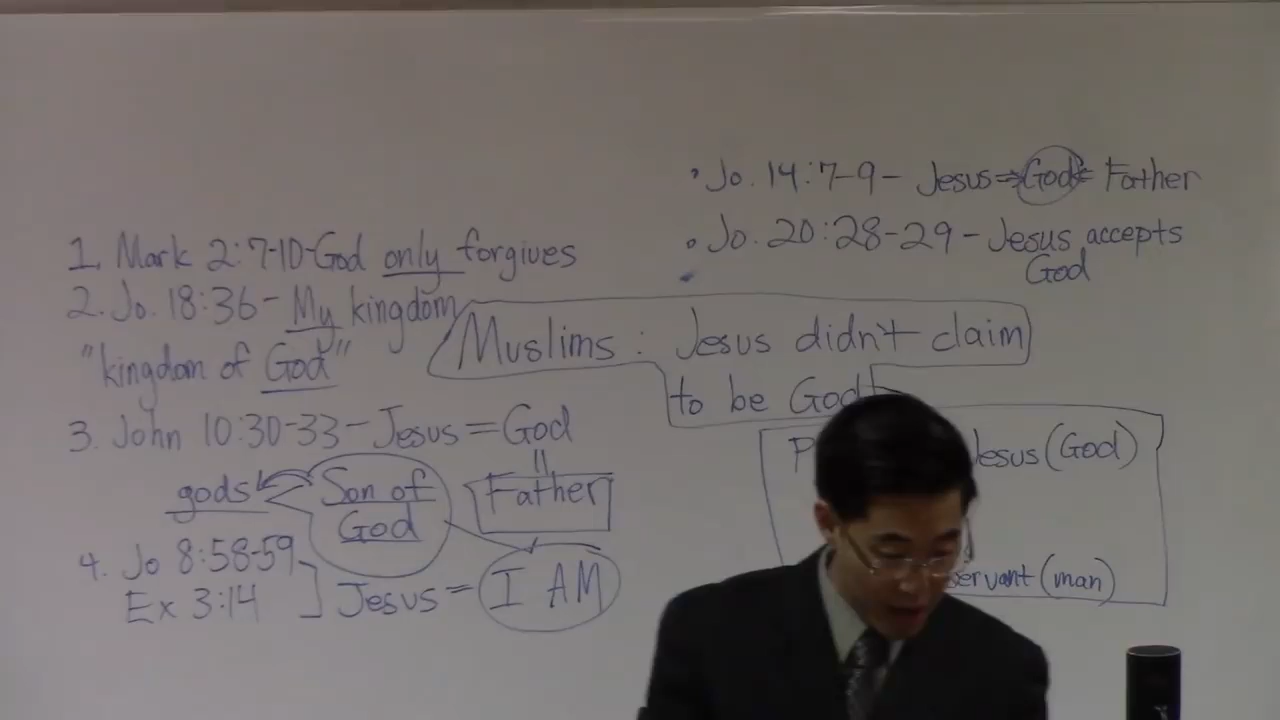 • Jo. 14:7-9- Jesus=God= Father
• Jo. 20:28-29-Jesus accepts
God
1. Mark 2:7-10-God only forgives
2. Jo. 18:36- My kingdom
"kingdom of God"
Muslims: Jesus didn't claim
to be God
3. John 10:30-33-Jesus=God
=
gods Son of God Father
4. Jo 8:58-59
Ex 3:14 Jesus= I AM
Jesus (God)
servant (man)